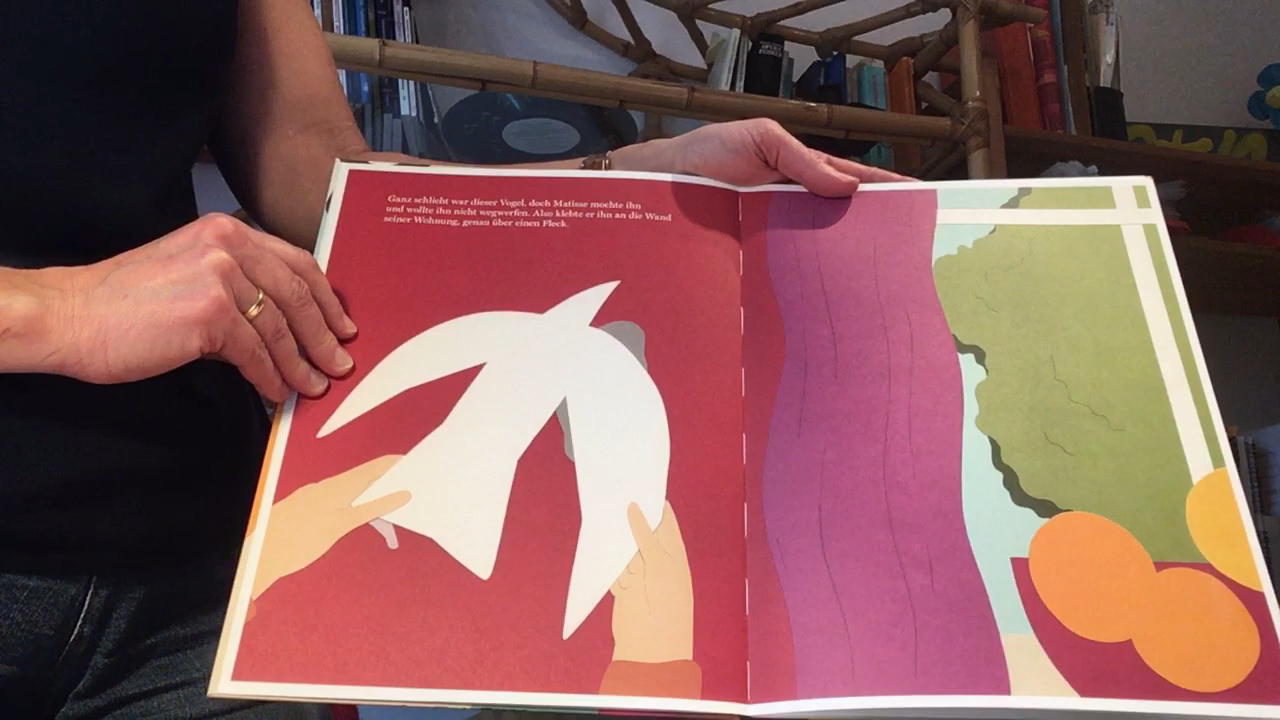 Ganz schlicht war dieser Vogel, doch Matisse mochte ihn
und wollte ihn nicht wegwerfen. Also klebte er ihn an die Wand
seiner Wohnung, genau über einen Fleck.